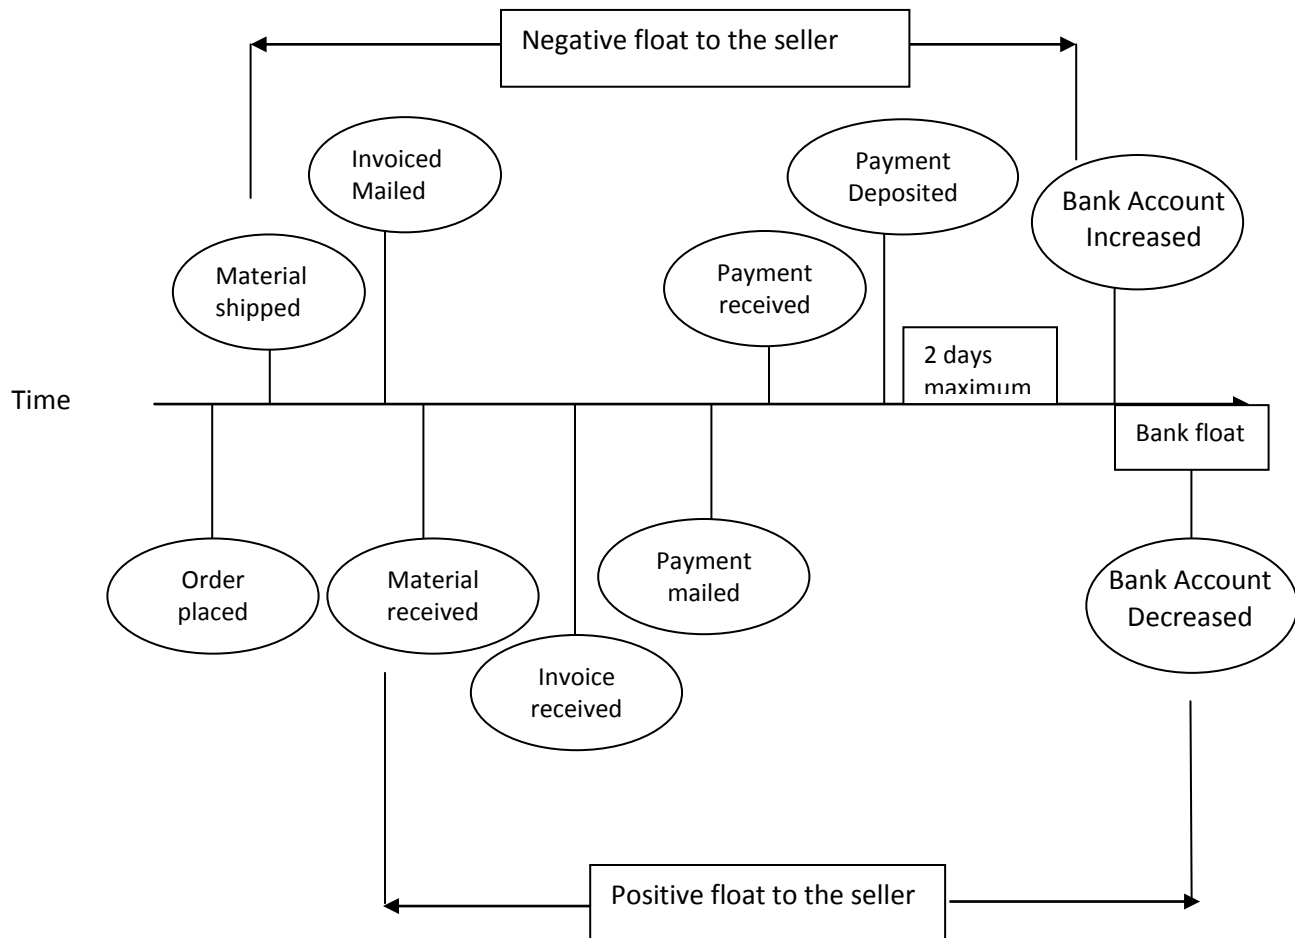 Negative float to the seller
Invoiced
Mailed
Payment
Deposited
Bank Account
Increased
Material
shipped
Payment
received
2 days
maximum
Time
Bank float
Order
placed
Material
received
Payment
mailed
Bank Account
Decreased
Invoice
received
Positive float to the seller